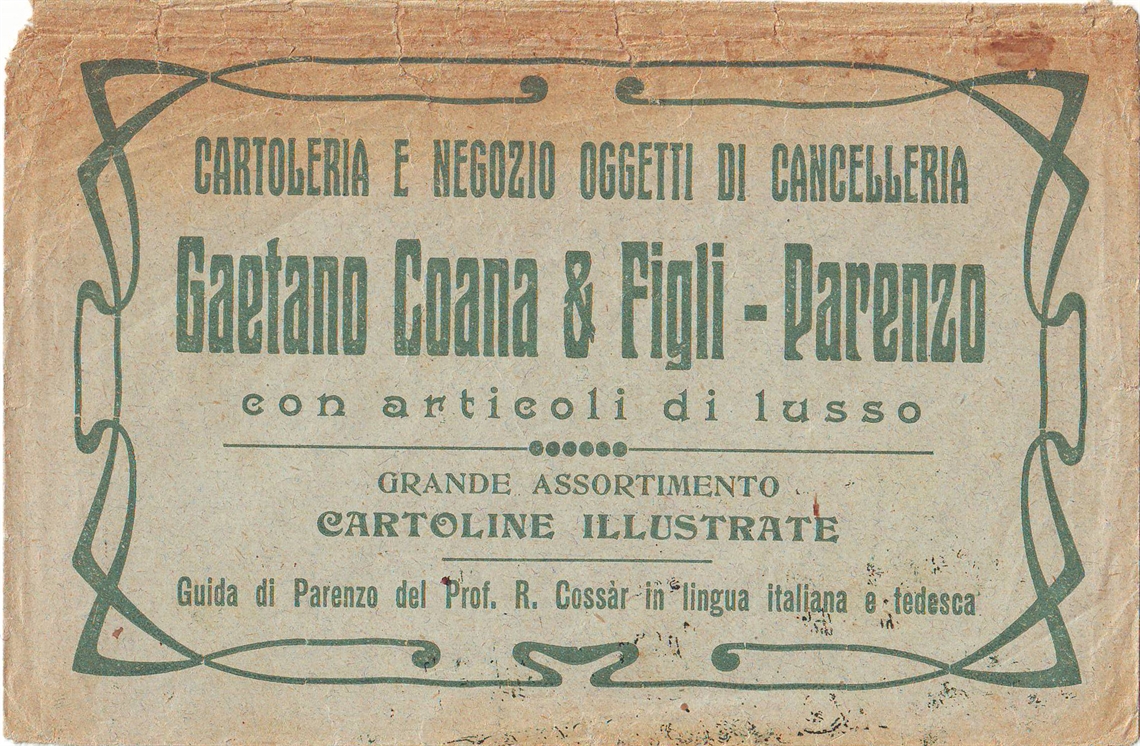 CARTOLERIA E NEGOZIO OGGETTI DI CANCELLERIA
Gaetano Coana & Figli - Parenzo
con articoli di lusso
GRANDE ASSORTIMENTO
CARTOLINE ILLUSTRATE
Guida di Parenzo del Prof. R. Cossàr in lingua italiana e tedesca